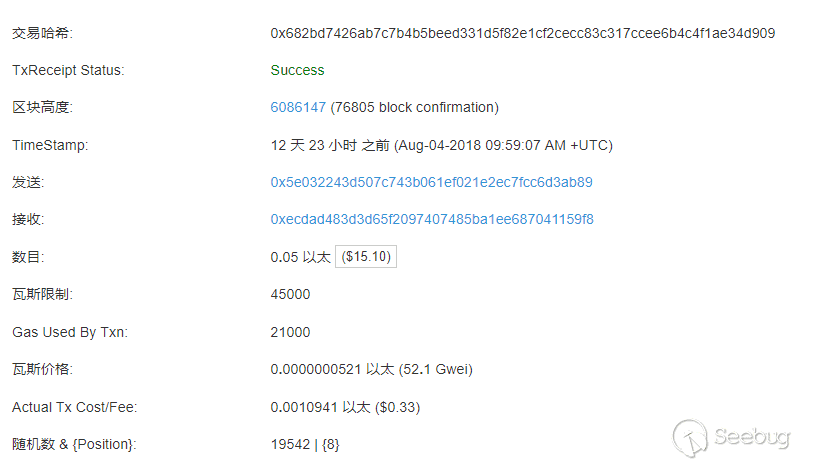 交易哈希: 0x682bd7426ab7c7b4b5beed331d5f82e1cf2cecc83c317ccee6b4c4f1ae34d909
TxReceipt Status: Success
区块高度: 6086147 (76805 block confirmation)
TimeStamp: 12 天 23 小时 之前 (Aug-04-2018 09:59:07 AM +UTC)
发送: 0x5e032243d507c743b061ef021e2ec7fcc6d3ab89
接收: 0xecdad483d3d65f2097407485ba1ee687041159f8
数目: 0.05 以太 ($15.10)
瓦斯限制: 45000
Gas Used By Txn: 21000
瓦斯价格: 0.0000000521 以太 (52.1 Gwei)
Actual Tx Cost/Fee: 0.0010941 以太 ($0.33)
随机数 & {Position}: 19542 | {8}
Seebug